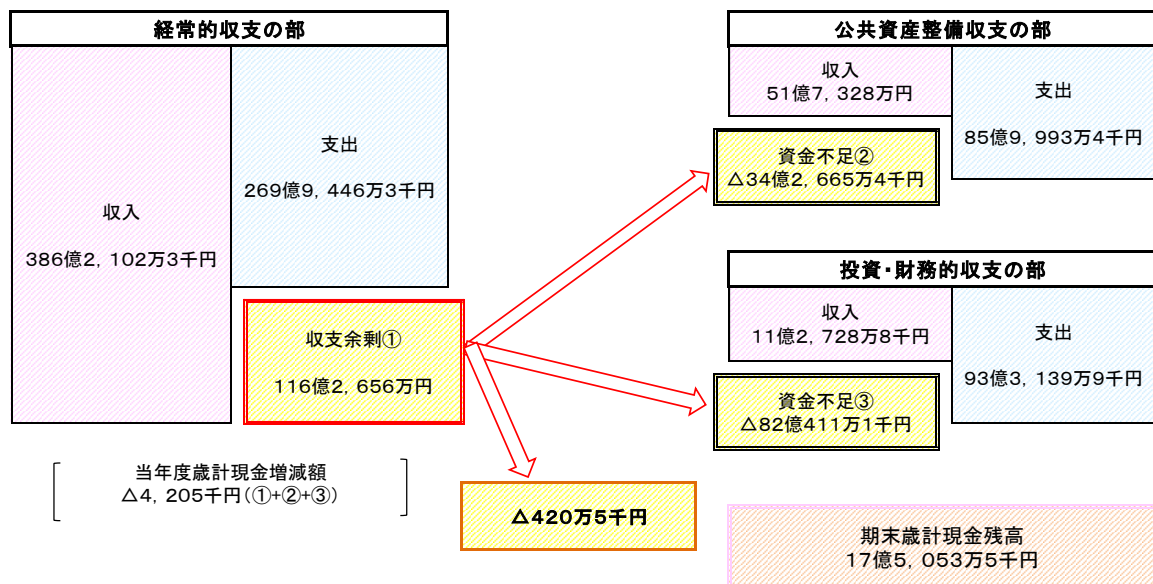 経常的収支の部
収入
386億2，102万3千円
支出
269億9，446万3千円
収支余剰①
116億2，656万円
公共資産整備収支の部
収入
51億7，328万円
支出
85億9，993万4千円
資金不足②
△34億2，665万4千円
投資・財務的収支の部
収入
11億2，728万8千円
支出
93億3，139万9千円
資金不足③
△82億411万1千円
当年度歳計現金増減額
△4，205千円（①+②+③）
△420万5千円
期末歳計現金残高
17億5，053万5千円